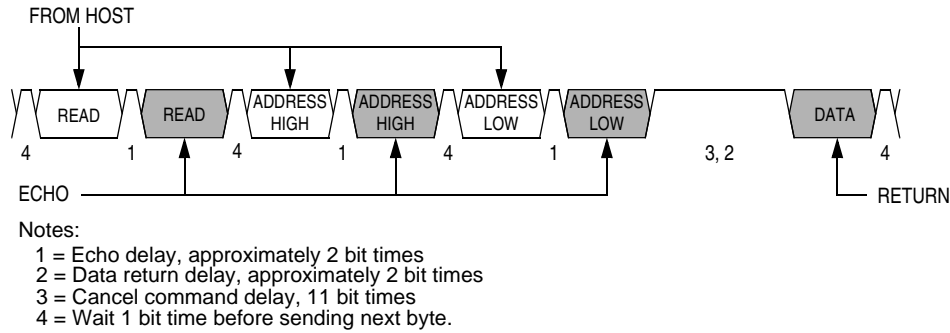 FROM HOST
READ READ ADDRESS HIGH ADDRESS HIGH ADDRESS LOW ADDRESS LOW DATA
4 1 4 1 4 1 3, 2 4
ECHO RETURN
Notes:
1 = Echo delay, approximately 2 bit times
2 = Data return delay, approximately 2 bit times
3 = Cancel command delay, 11 bit times
4 = Wait 1 bit time before sending next byte.